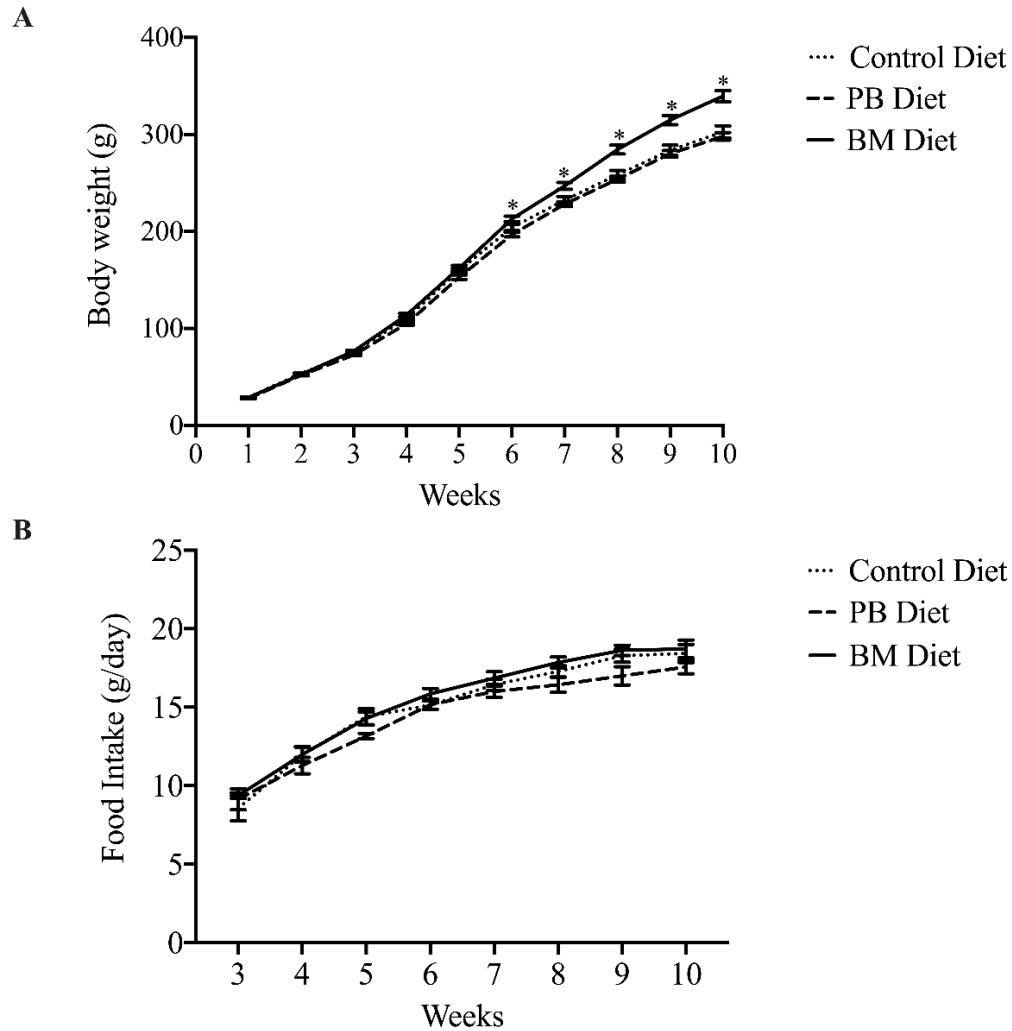 A
400
300
200
100
0
Body weight (g)
* * * * *
0 1 2 3 4 5 6 7 8 9 10
Weeks
Control Diet
PB Diet
BM Diet
B
25
20
15
10
5
0
Food Intake (g/day)
3 4 5 6 7 8 9 10
Weeks
Control Diet
PB Diet
BM Diet